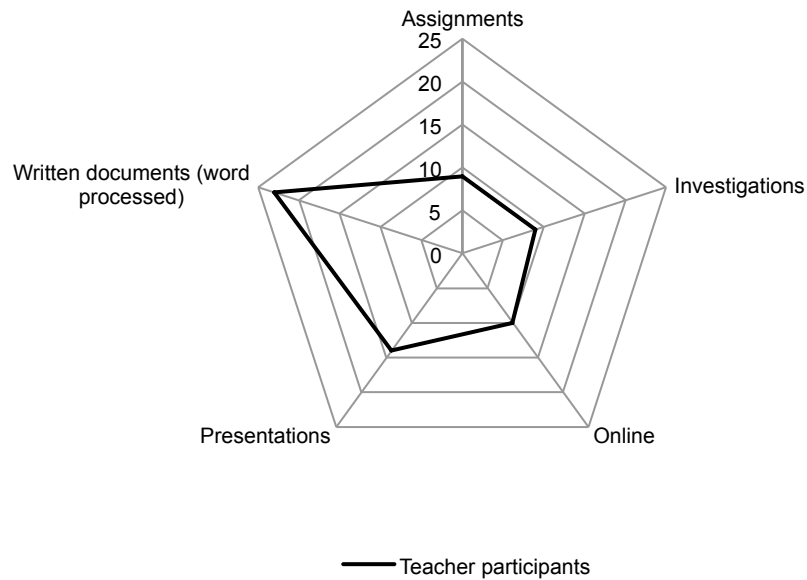 Assignments
25
20
15
10
5
0
Written documents (word
processed)
Investigations
Presentations
Online
Teacher participants